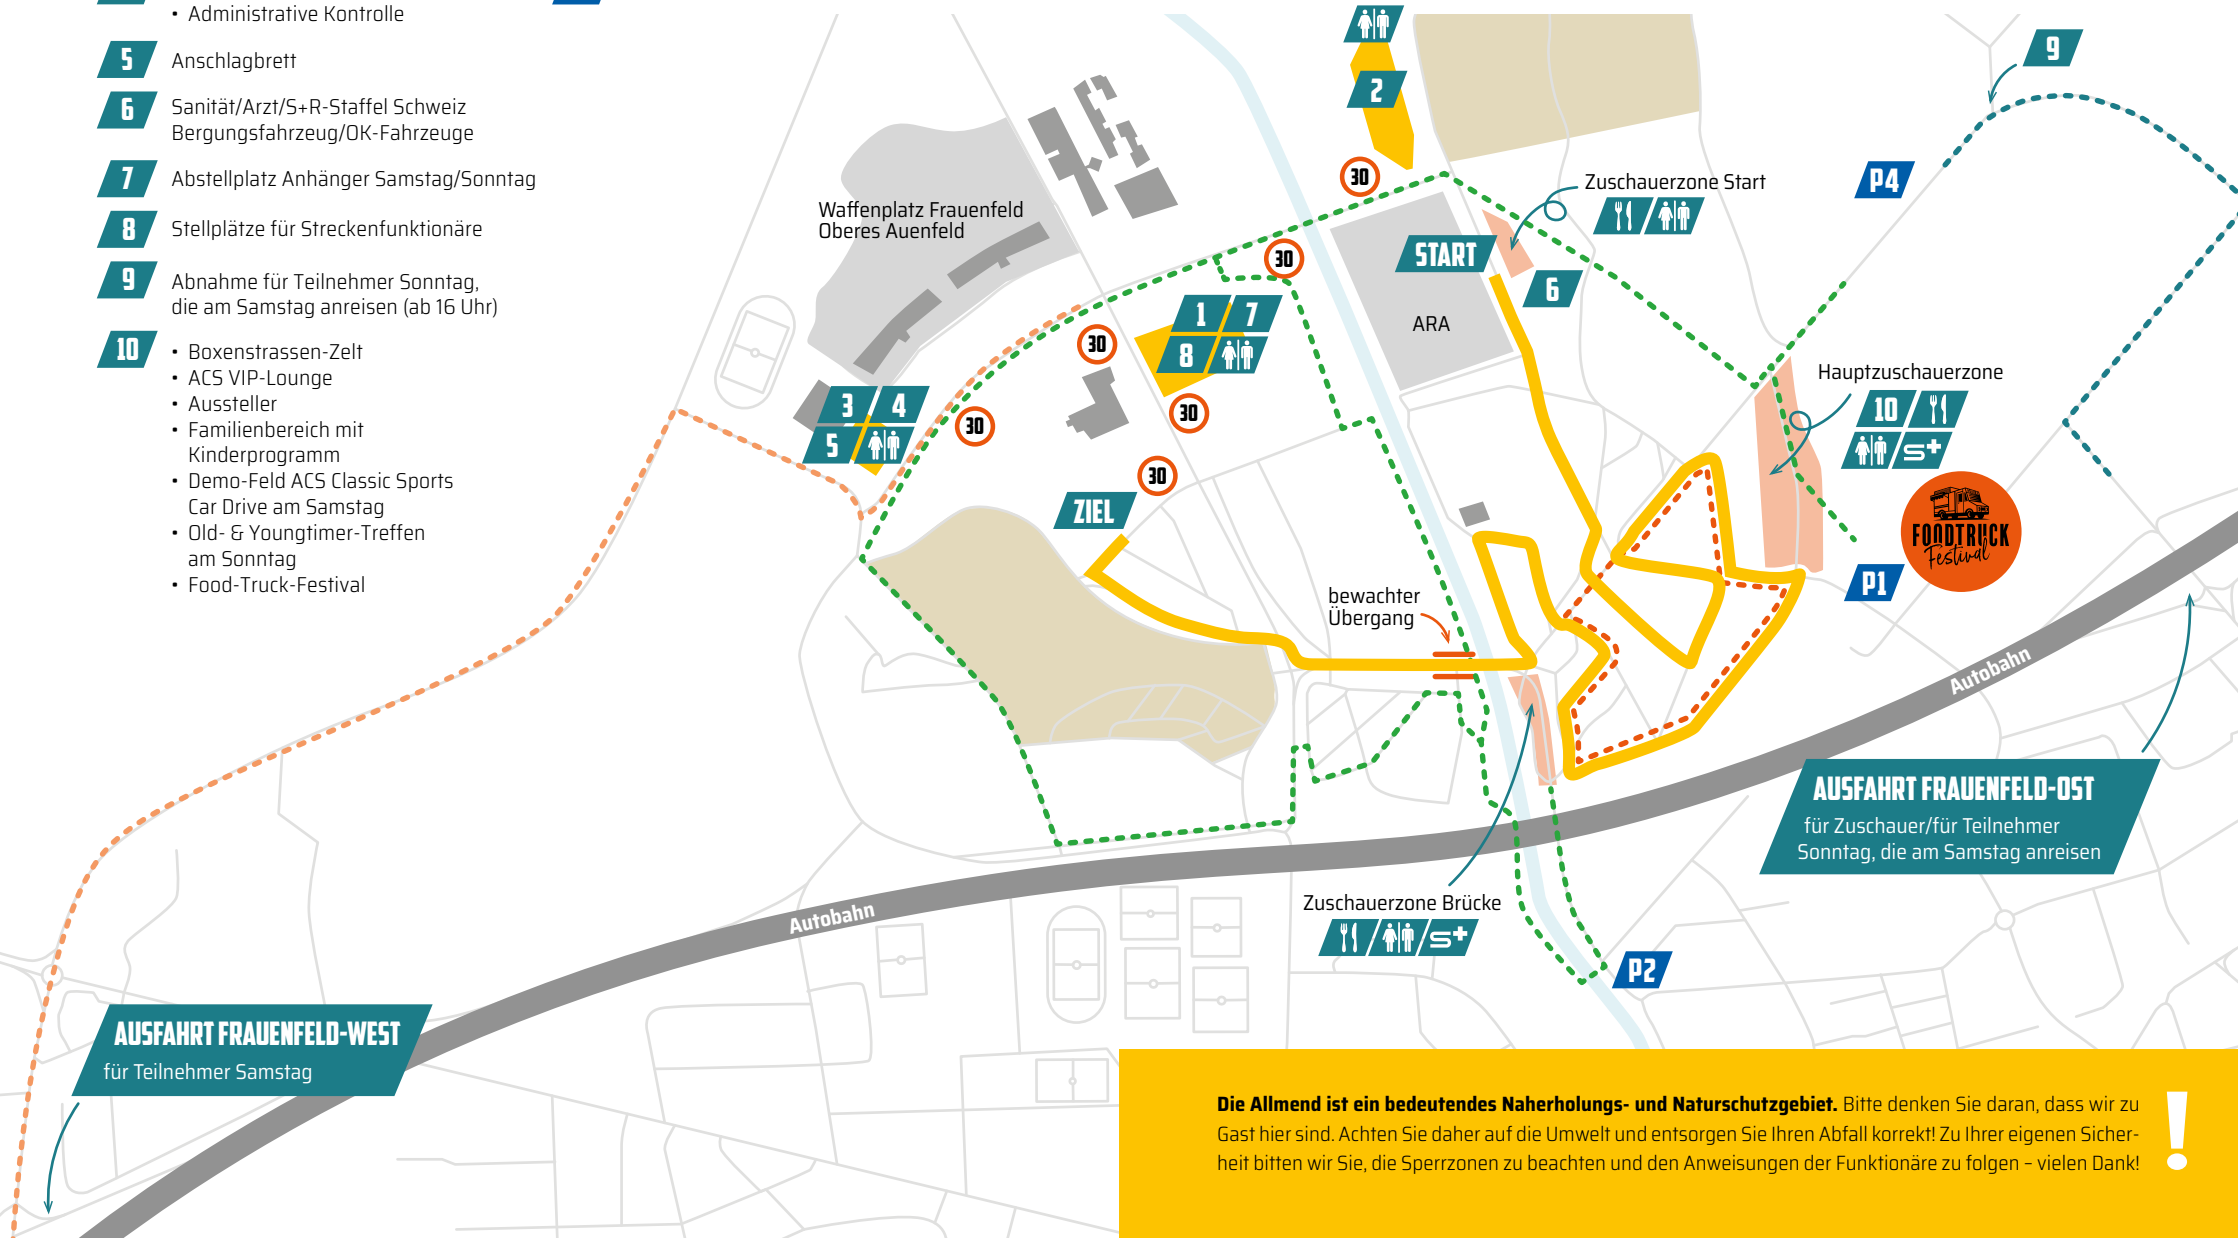 • Administrative Kontrolle
5 Anschlagbrett
6 Sanität/Arzt/S+R-Staffel Schweiz
Bergungsfahrzeug/OK-Fahrzeuge
7 Abstellplatz Anhänger Samstag/Sonntag
8 Stellplätze für Streckenfunktionäre
9 Abnahme für Teilnehmer Sonntag,
die am Samstag anreisen (ab 16 Uhr)
10 • Boxenstrassen-Zelt
• ACS VIP-Lounge
• Aussteller
• Familienbereich mit
Kinderprogramm
• Demo-Feld ACS Classic Sports
Car Drive am Samstag
• Old- & Youngtimer-Treffen
am Sonntag
• Food-Truck-Festival
2
9
30
Zuschauerzone Start
P4
Waffenplatz Frauenfeld
Oberes Auenfeld
START
30
6
1 7
8
ARA
30
Hauptzuschauerzone
10
S+
3 4
5
30
30
30
ZIEL
FOODTRUCK
Festival
P1
bewachter
Übergang
Autobahn
AUSFAHRT FRAUENFELD-OST
für Zuschauer/für Teilnehmer
Sonntag, die am Samstag anreisen
Zuschauerzone Brücke
S+
Autobahn
P2
AUSFAHRT FRAUENFELD-WEST
für Teilnehmer Samstag
Die Allmend ist ein bedeutendes Naherholungs- und Naturschutzgebiet. Bitte denken Sie daran, dass wir zu
Gast hier sind. Achten Sie daher auf die Umwelt und entsorgen Sie Ihren Abfall korrekt! Zu Ihrer eigenen Sicher-
heit bitten wir Sie, die Sperrzonen zu beachten und den Anweisungen der Funktionäre zu folgen – vielen Dank!
!